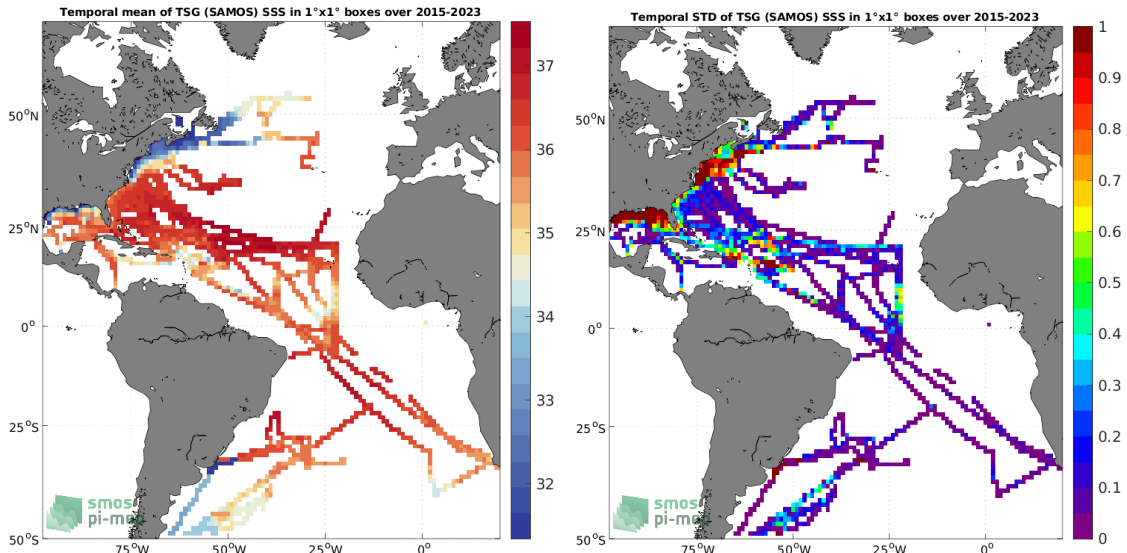 Temporal mean of TSG (SAMOS) SSS in 1°x1° boxes over 2015-2023
50°N
25°N
0°
25°S
50°S
75°W
50°W
25°W
0°
37
36
35
34
33
32
smos
pi-mep
Temporal STD of TSG (SAMOS) SSS in 1°x1° boxes over 2015-2023
50°N
25°N
0°
25°S
50°S
75°W
50°W
25°W
0°
1
0.9
0.8
0.7
0.6
0.5
0.4
0.3
0.2
0.1
0
smos
pi-mep